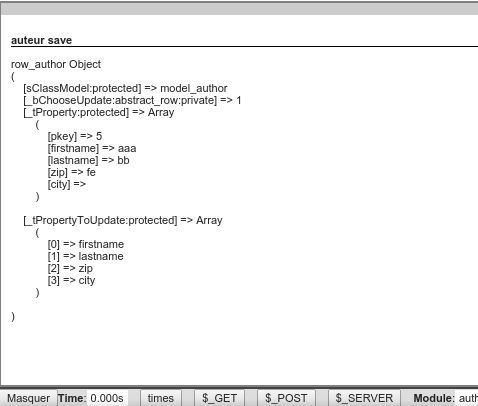 auteur save
row_author Object
(
[sClassModel:protected] => model_author
[_bChooseUpdate:abstract_row:private] => 1
[_tProperty:protected] => Array
(
[pkey] => 5
[firstname] => aaa
[lastname] => bb
[zip] => fe
[city] =>
)
[_tPropertyToUpdate:protected] => Array
(
[0] => firstname
[1] => lastname
[2] => zip
[3] => city
)
)
Masquer Time: 0.000s times $_GET $_POST $_SERVER Module: auth